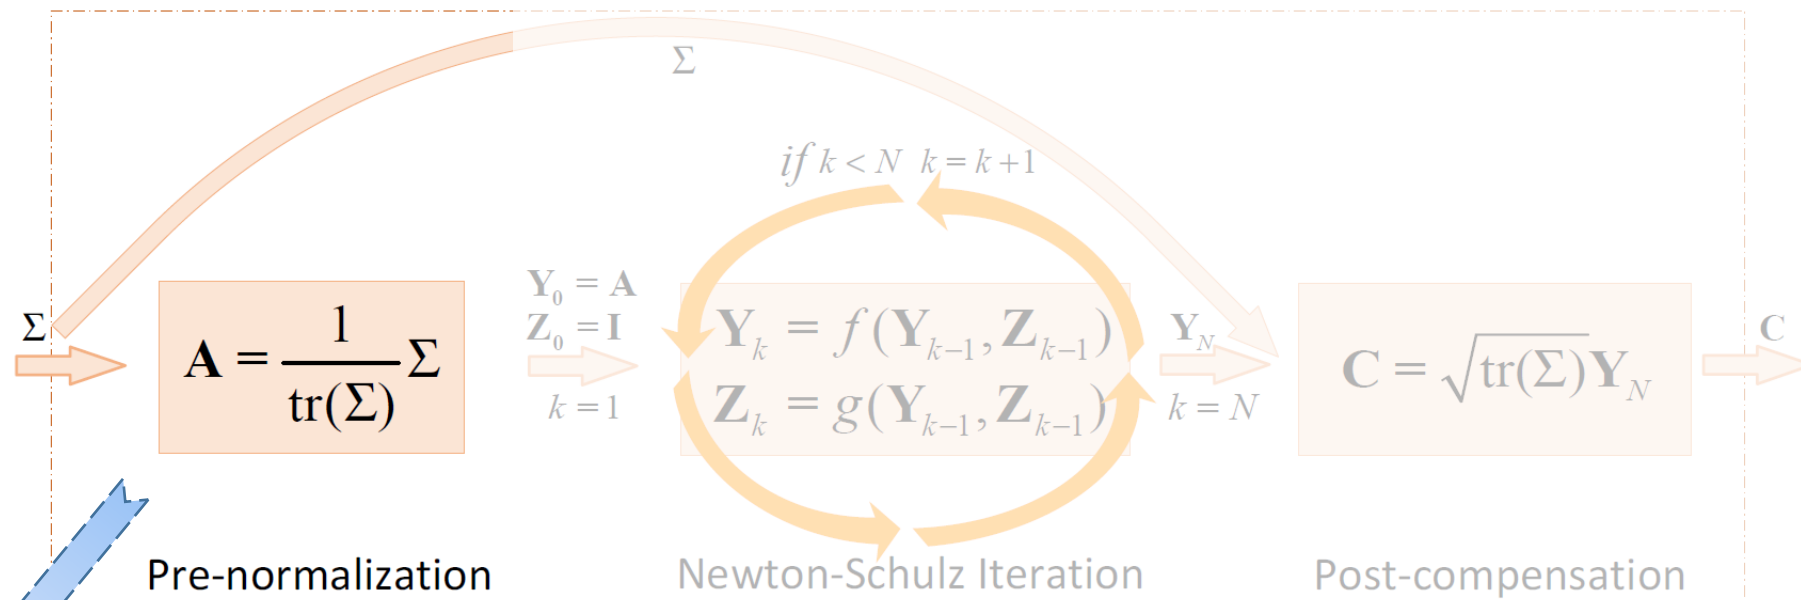 Σ
if k < N k = k + 1
Σ
A = 1/tr(Σ) Σ
Y₀ = A
Z₀ = I
k = 1
Yₖ = f(Yₖ₋₁, Zₖ₋₁)
Zₖ = g(Yₖ₋₁, Zₖ₋₁)
Y_N
k = N
C = √tr(Σ) Y_N
C
Pre-normalization
Newton-Schulz Iteration
Post-compensation